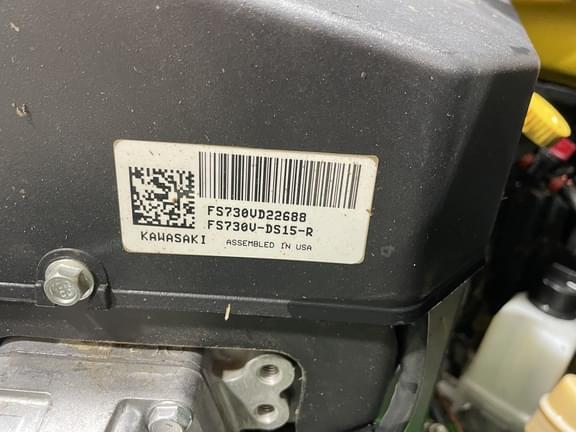 FS730VD22688
FS730V-DS15-R
KAWASAKI ASSEMBLED IN USA